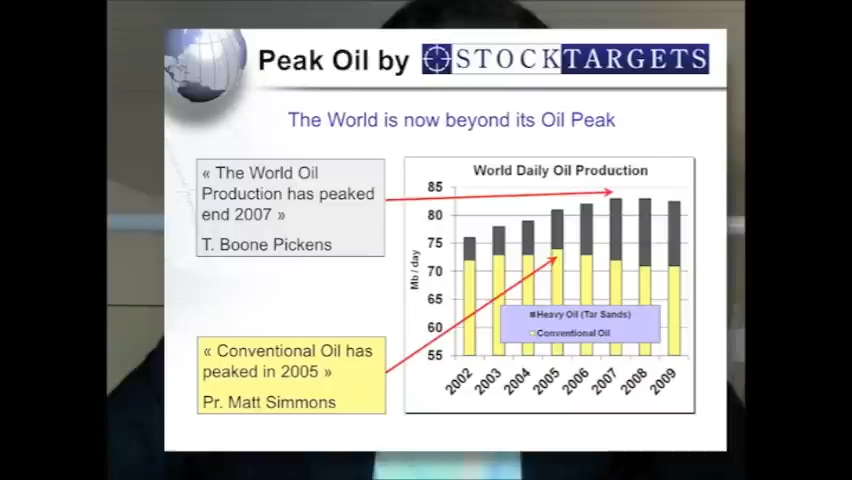 Peak Oil by STOCKTARGETS
The World is now beyond its Oil Peak
« The World Oil
Production has peaked
end 2007 »
T. Boone Pickens
« Conventional Oil has
peaked in 2005 »
Pr. Matt Simmons
World Daily Oil Production
Mb / day
85
80
75
70
65
60
55
Heavy Oil (Tar Sands)
Conventional Oil
2002 2003 2004 2005 2006 2007 2008 2009